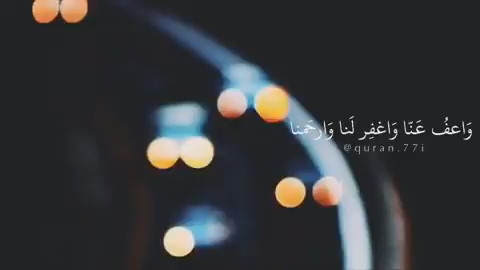 وَاعفُ عَنّا وَاغفِر لَنا وَارحَمنا
@quran.77i